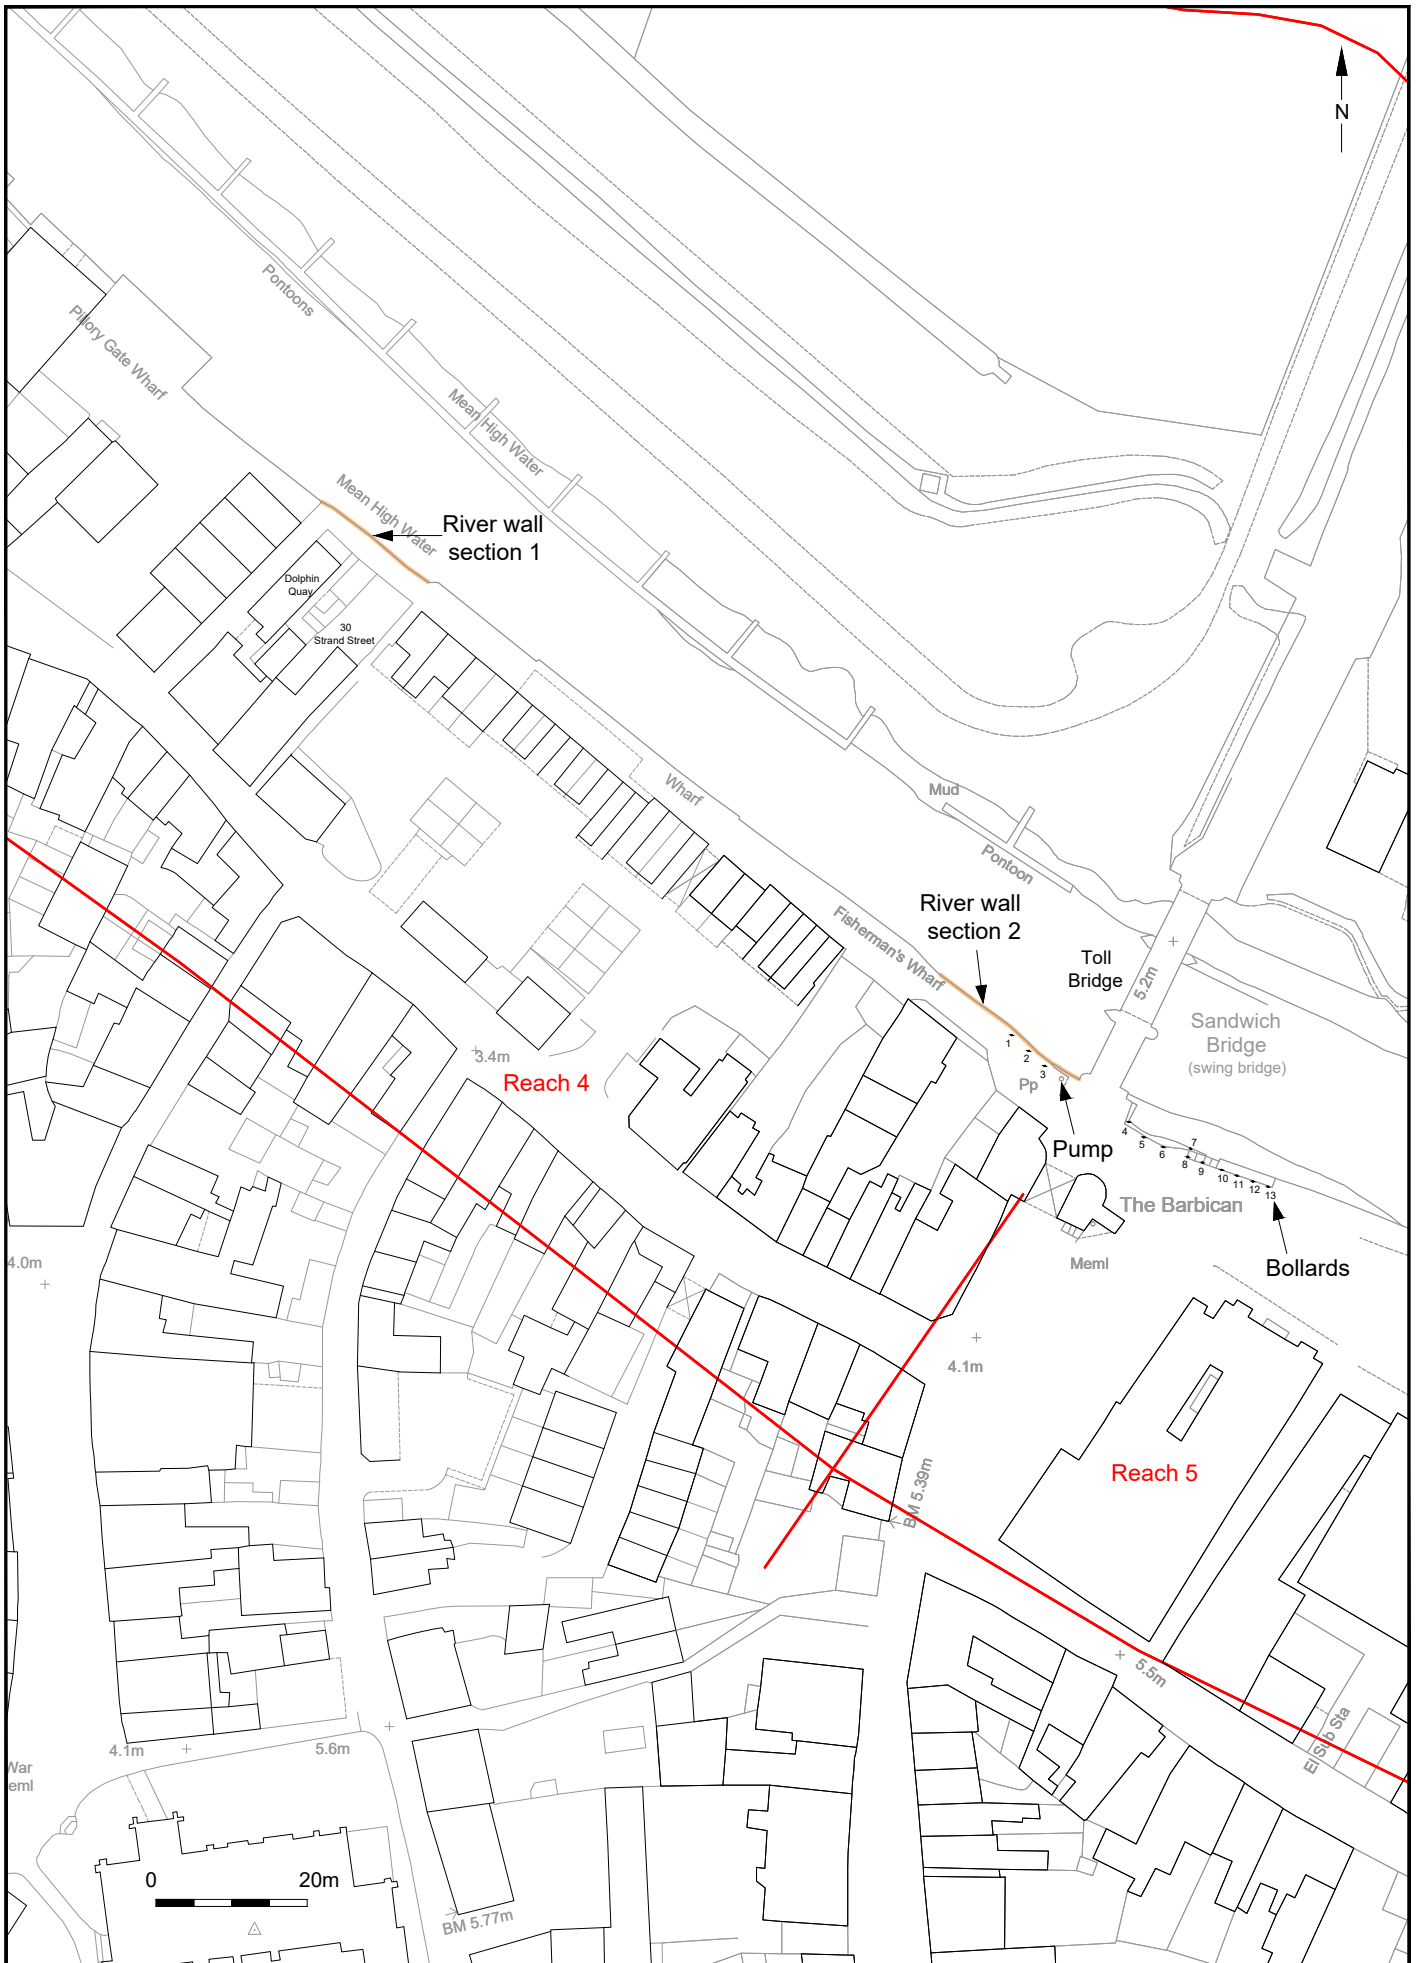 N
Pontoons
Pillory Gate Wharf
Mean High Water
Mean High Water
River wall
section 1
Dolphin
Quay
30
Strand Street
Wharf
Mud
Pontoon
River wall
section 2
Fisherman's Wharf
Toll
Bridge
5.2m
Sandwich
Bridge
(swing bridge)
1
2
3
Pp
3.4m
Reach 4
Pump
4
5
6
7
8
9
10
11
12
13
The Barbican
Meml
Bollards
4.0m
4.1m
BM 5.39m
Reach 5
5.5m
El Sub Sta
4.1m
5.6m
War
eml
0
20m
BM 5.77m